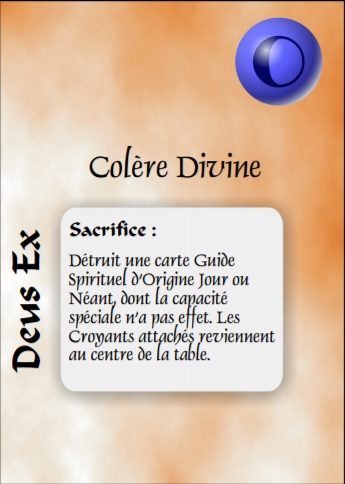 Colère Divine
Deus Ex
Sacrifice :
Détruit une carte Guide
Spirituel d'Origine Jour ou
Néant, dont la capacité
spéciale n'a pas effet. Les
Croyants attachés reviennent
au centre de la table.